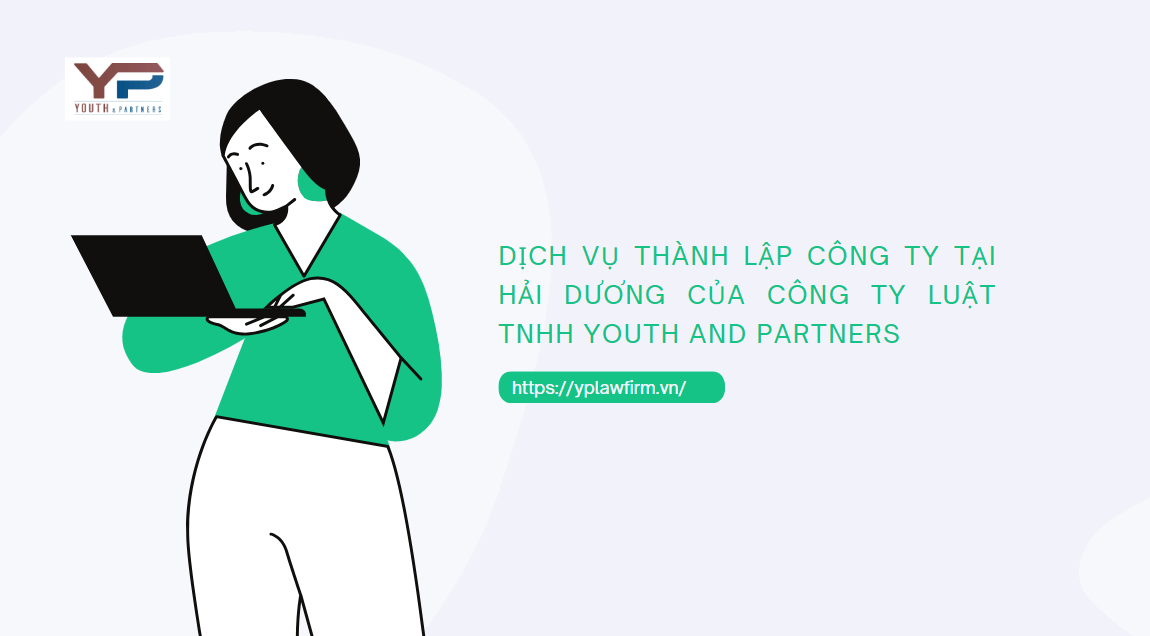 YP
YOUTH & PARTNERS
DỊCH VỤ THÀNH LẬP CÔNG TY TẠI
HẢI DƯƠNG CỦA CÔNG TY LUẬT
TNHH YOUTH AND PARTNERS
https://yplawfirm.vn/